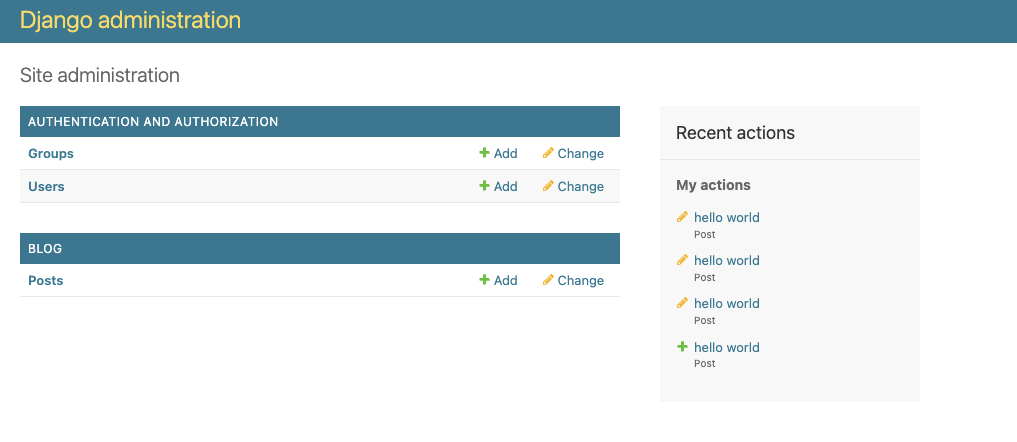 Django administration
Site administration
AUTHENTICATION AND AUTHORIZATION
Groups Add Change
Users Add Change
BLOG
Posts Add Change
Recent actions
My actions
hello world
Post
hello world
Post
hello world
Post
hello world
Post